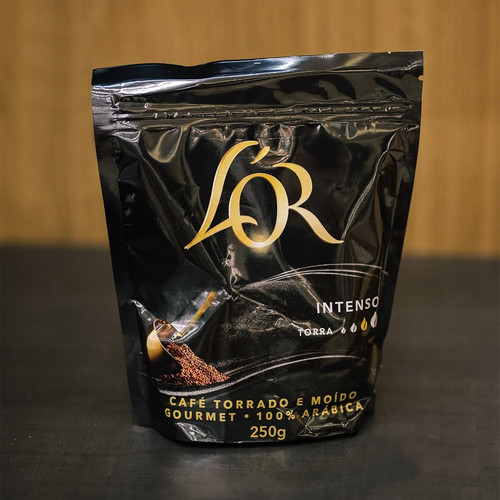 L'OR
INTENSO
TORRA
CAFÉ TORRADO E MOÍDO
GOURMET • 100% ARÁBICA
250g